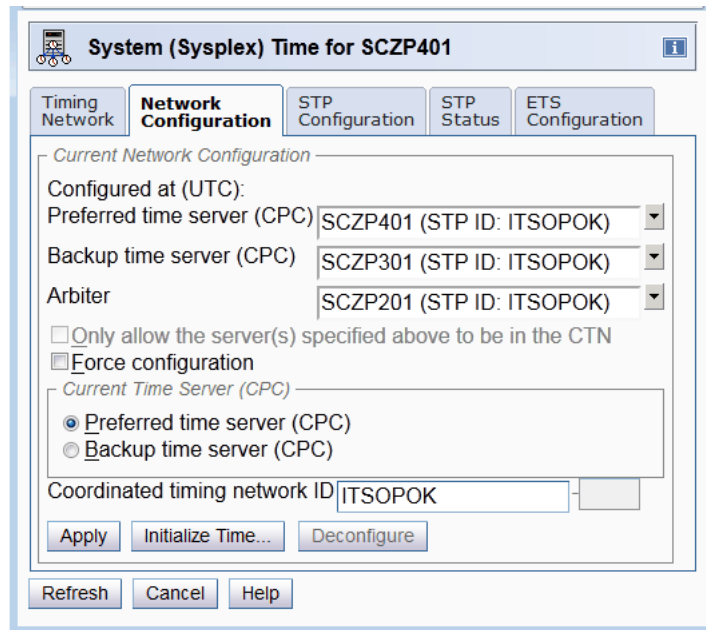 System (Sysplex) Time for SCZP401
Timing Network
Network Configuration
STP Configuration
STP Status
ETS Configuration
Current Network Configuration
Configured at (UTC):
Preferred time server (CPC) SCZP401 (STP ID: ITSOPOK)
Backup time server (CPC) SCZP301 (STP ID: ITSOPOK)
Arbiter SCZP201 (STP ID: ITSOPOK)
Only allow the server(s) specified above to be in the CTN
Force configuration
Current Time Server (CPC)
Preferred time server (CPC)
Backup time server (CPC)
Coordinated timing network ID ITSOPOK -
Apply Initialize Time... Deconfigure
Refresh Cancel Help